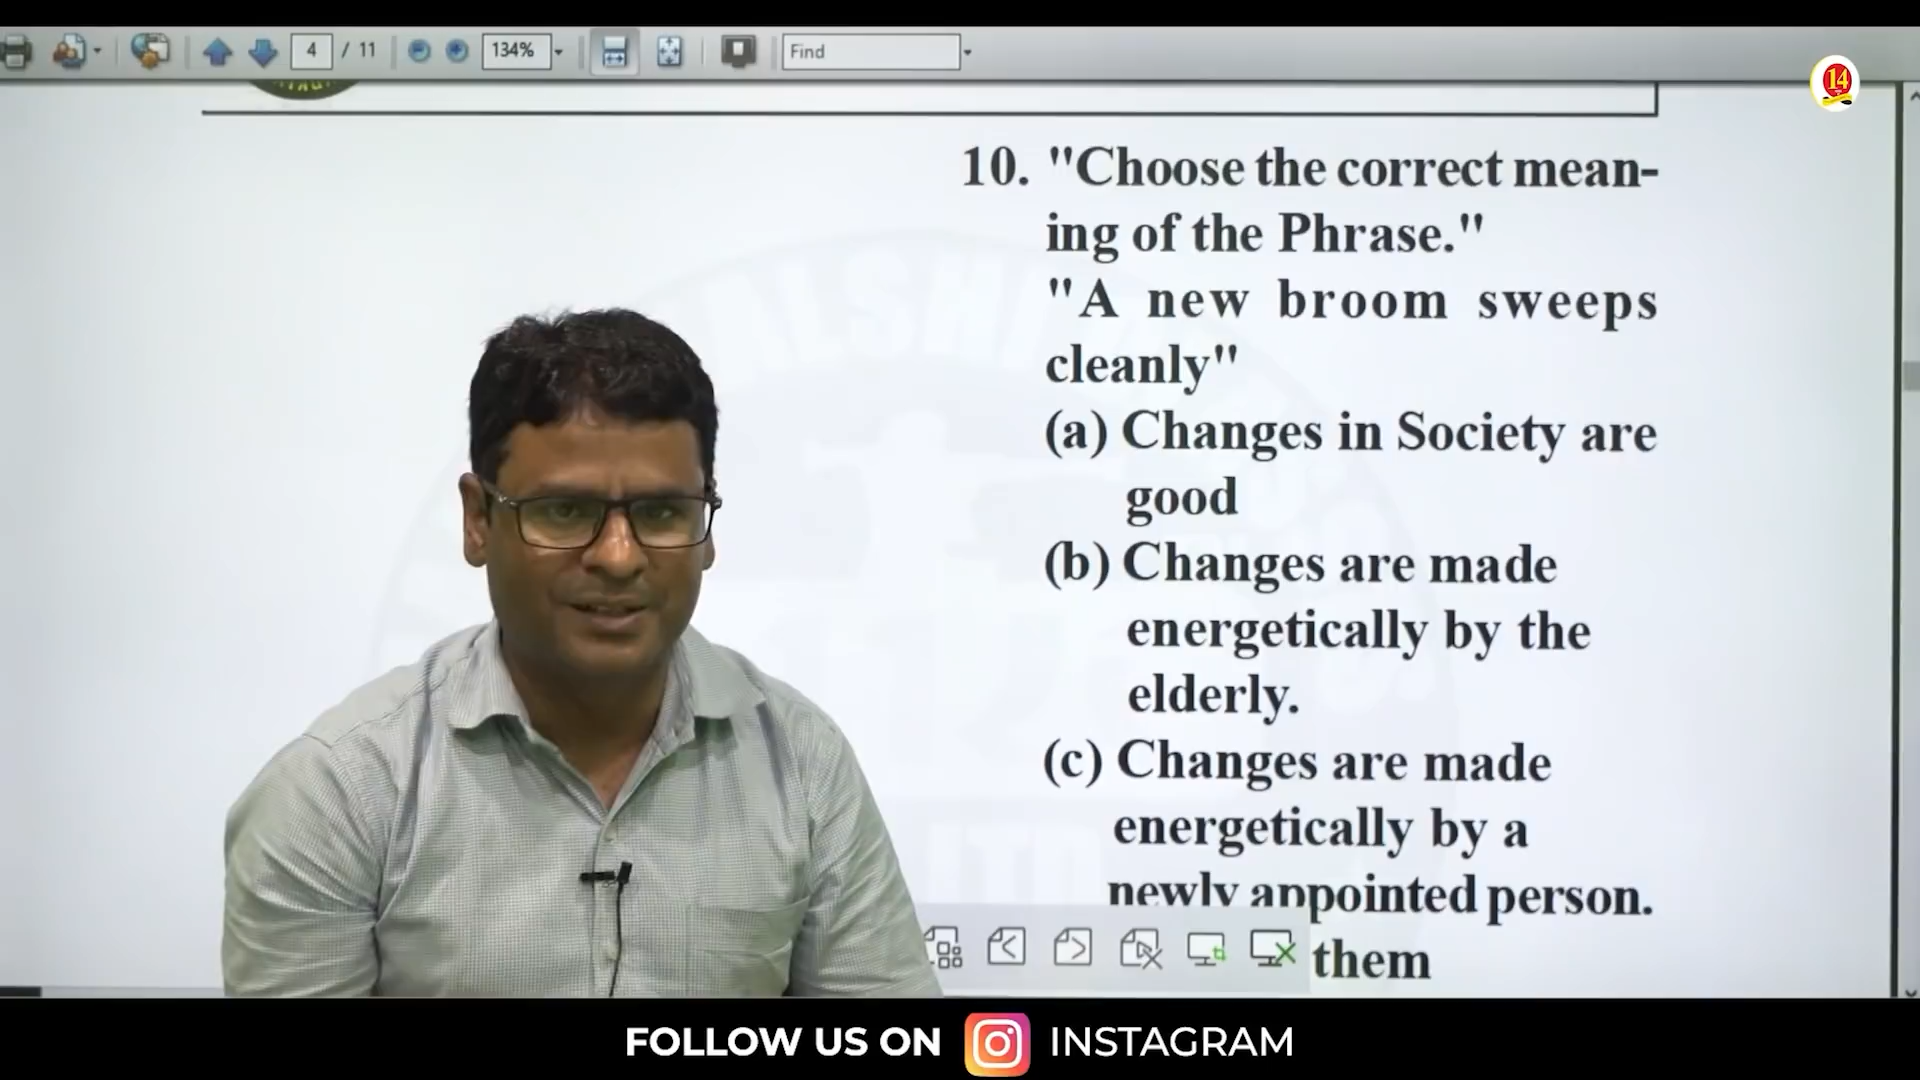 4 / 11
134%
Find
14
10. "Choose the correct mean-
ing of the Phrase."
"A new broom sweeps
cleanly"
(a) Changes in Society are
good
(b) Changes are made
energetically by the
elderly.
(c) Changes are made
energetically by a
newly appointed person.
them
FOLLOW US ON INSTAGRAM